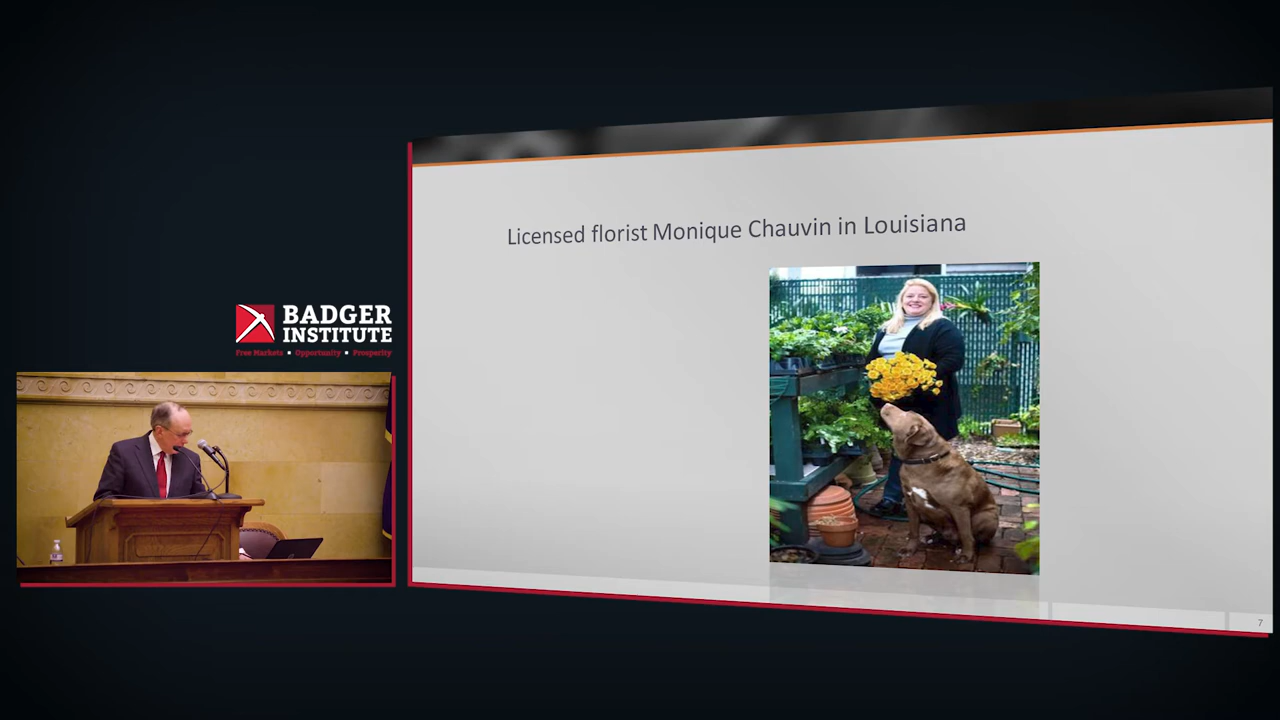 Licensed florist Monique Chauvin in Louisiana
BADGER
INSTITUTE
Free Markets • Opportunity • Prosperity
7